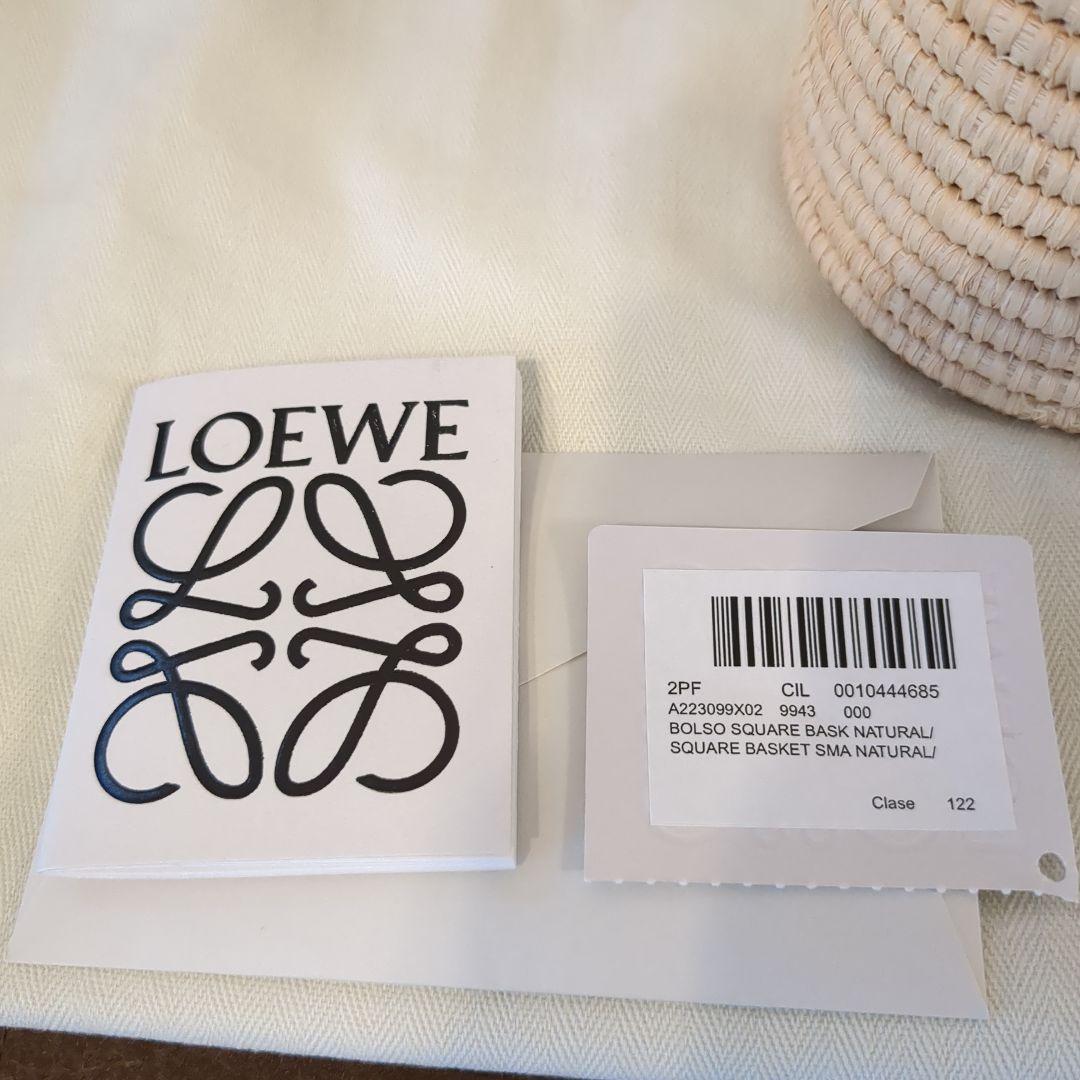 LOEWE
2PF CIL 0010444685
A223099X02 9943 000
BOLSO SQUARE BASK NATURAL/
SQUARE BASKET SMA NATURAL/
Clase 122